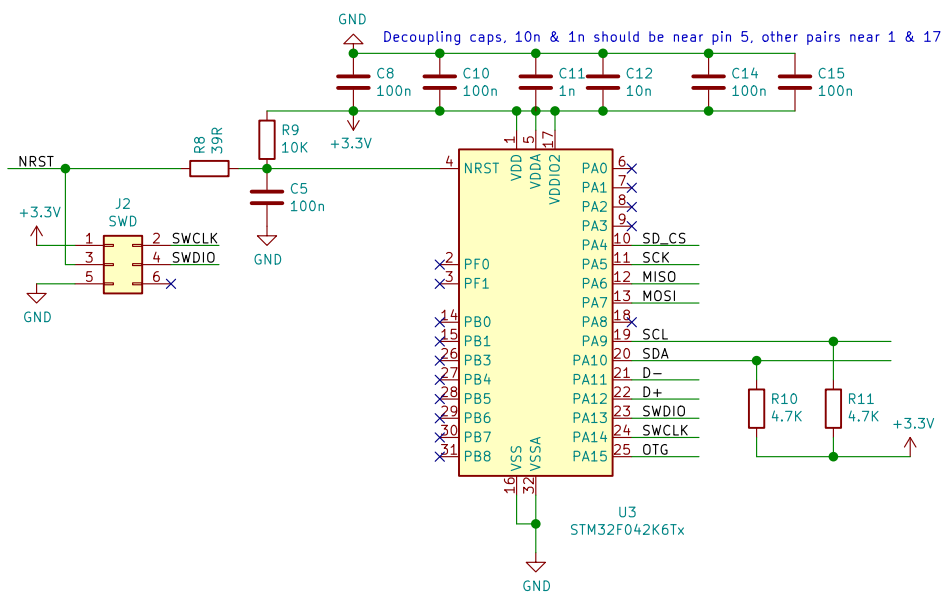 GND
Decoupling caps, 10n & 1n should be near pin 5, other pairs near 1 & 17
C8
100n
C10
100n
C11
1n
C12
10n
C14
100n
C15
100n
R8
39R
R9
10K
+3.3V
1
5
17
VDD
VDDA
VDDIO2
NRST
4
NRST
C5
100n
GND
+3.3V
J2
SWD
1
2
SWCLK
3
4
SWDIO
5
6
GND
2
PF0
3
PF1
14
PB0
15
PB1
26
PB3
27
PB4
28
PB5
29
PB6
30
PB7
31
PB8
PA0
6
PA1
7
PA2
8
PA3
9
PA4
10
SD_CS
PA5
11
SCK
PA6
12
MISO
PA7
13
MOSI
PA8
18
PA9
19
SCL
PA10
20
SDA
PA11
21
D-
PA12
22
D+
PA13
23
SWDIO
PA14
24
SWCLK
PA15
25
OTG
R10
4.7K
R11
4.7K
+3.3V
VSS
VSSA
16
32
U3
STM32F042K6Tx
GND